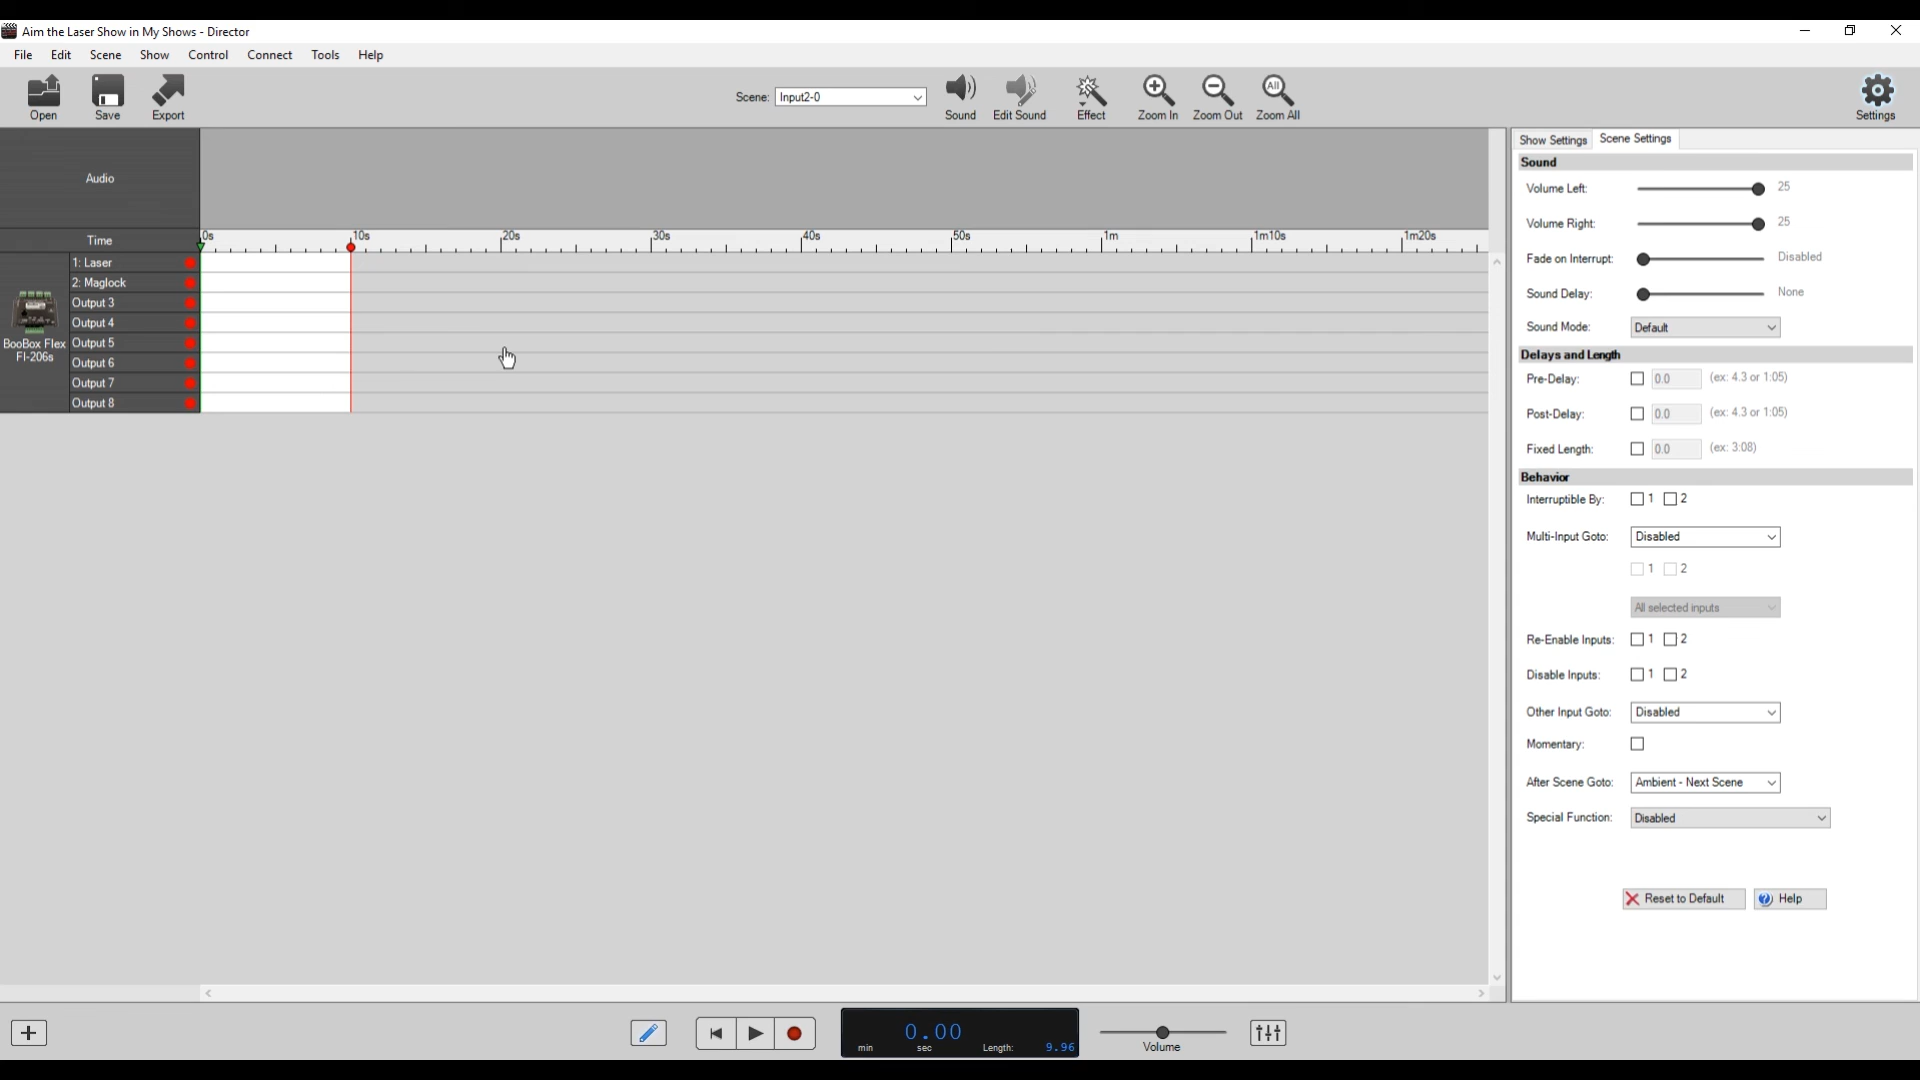 Aim the Laser Show in My Shows - Director
File Edit Scene Show Control Connect Tools Help
Open Save Export Scene: Input2-0 Sound Edit Sound Effect All Zoom In Zoom Out Zoom All Settings
Show Settings Scene Settings
Audio
Time
0s 10s 20s 30s 40s 50s 1m 1m10s 1m20s
BooBox Flex
FI-206s
1: Laser
2: Maglock
Output 3
Output 4
Output 5
Output 6
Output 7
Output 8
Sound
Volume Left: 25
Volume Right: 25
Fade on Interrupt: Disabled
Sound Delay: None
Sound Mode: Default
Delays and Length
Pre-Delay: 0.0 (ex: 4.3 or 1:05)
Post-Delay: 0.0 (ex: 4.3 or 1:05)
Fixed Length: 0.0 (ex: 3:08)
Behavior
Interruptible By: 1 2
Multi-Input Goto: Disabled
1 2
All selected inputs
Re-Enable Inputs: 1 2
Disable Inputs: 1 2
Other Input Goto: Disabled
Momentary:
After Scene Goto: Ambient - Next Scene
Special Function: Disabled
Reset to Default Help
0.00
min sec Length: 9.96
Volume